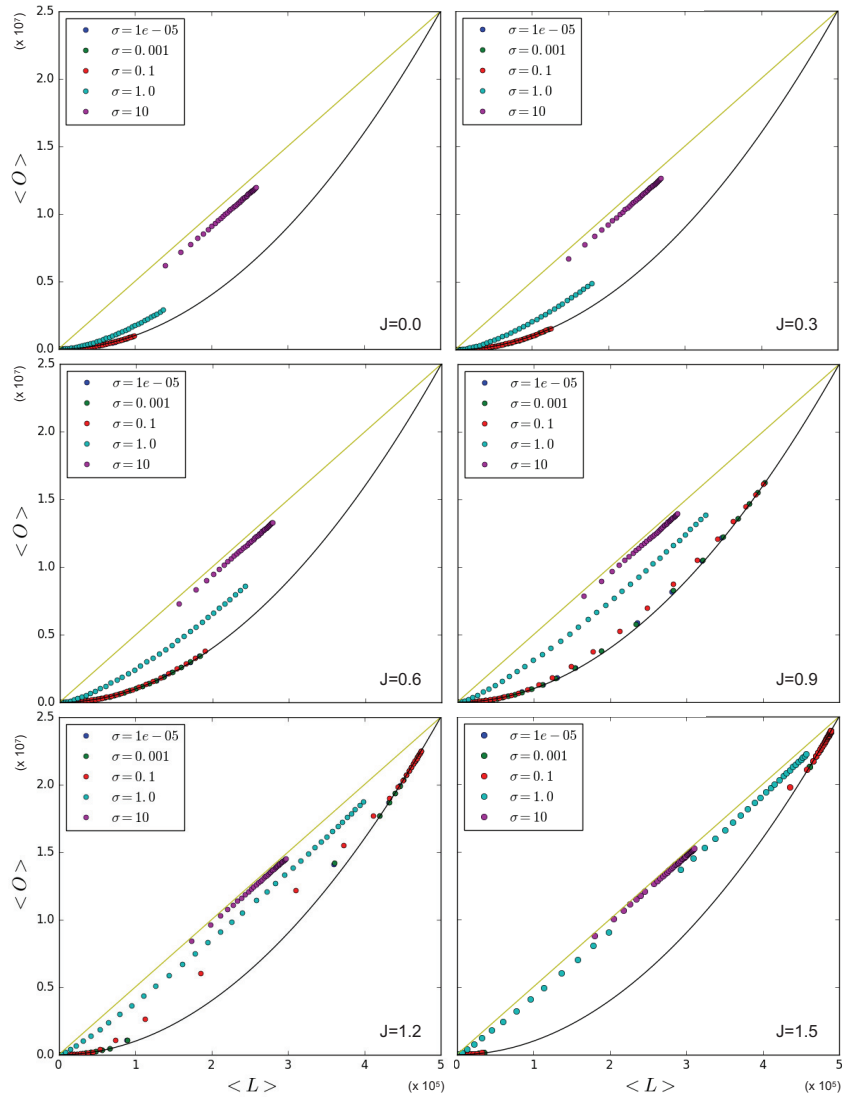 (x 10⁷)
2.5
2.0
1.5
1.0
0.5
0.0
< O >
σ = 1e − 05
σ = 0.001
σ = 0.1
σ = 1.0
σ = 10
J=0.0
σ = 1e − 05
σ = 0.001
σ = 0.1
σ = 1.0
σ = 10
J=0.3
(x 10⁷)
2.5
2.0
1.5
1.0
0.5
0.0
< O >
σ = 1e − 05
σ = 0.001
σ = 0.1
σ = 1.0
σ = 10
J=0.6
σ = 1e − 05
σ = 0.001
σ = 0.1
σ = 1.0
σ = 10
J=0.9
(x 10⁷)
2.5
2.0
1.5
1.0
0.5
0.0
< O >
σ = 1e − 05
σ = 0.001
σ = 0.1
σ = 1.0
σ = 10
J=1.2
σ = 1e − 05
σ = 0.001
σ = 0.1
σ = 1.0
σ = 10
J=1.5
0 1 2 3 4 5
< L > (x 10⁵)
0 1 2 3 4 5
< L > (x 10⁵)